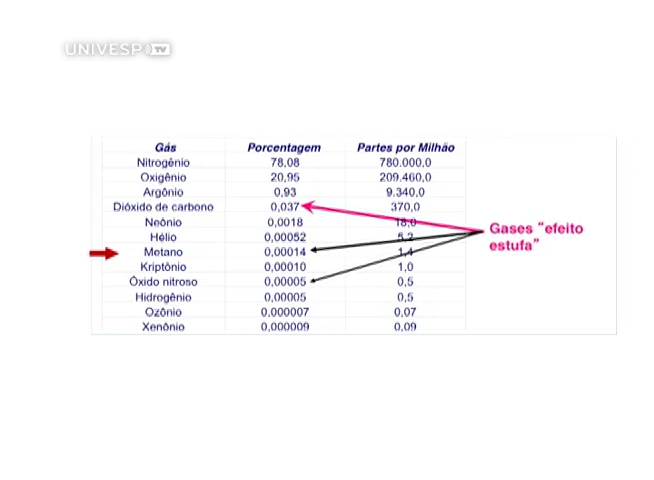 UNIVESP TV
Gás Porcentagem Partes por Milhão
Nitrogênio 78,08 780.000,0
Oxigênio 20,95 209.460,0
Argônio 0,93 9.340,0
Dióxido de carbono 0,037 370,0
Neônio 0,0018 18,0
Hélio 0,00052 5,2
Metano 0,00014 1,4
Kriptônio 0,00010 1,0
Óxido nitroso 0,00005 0,5
Hidrogênio 0,00005 0,5
Ozônio 0,000007 0,07
Xenônio 0,000009 0,09
Gases "efeito
estufa"